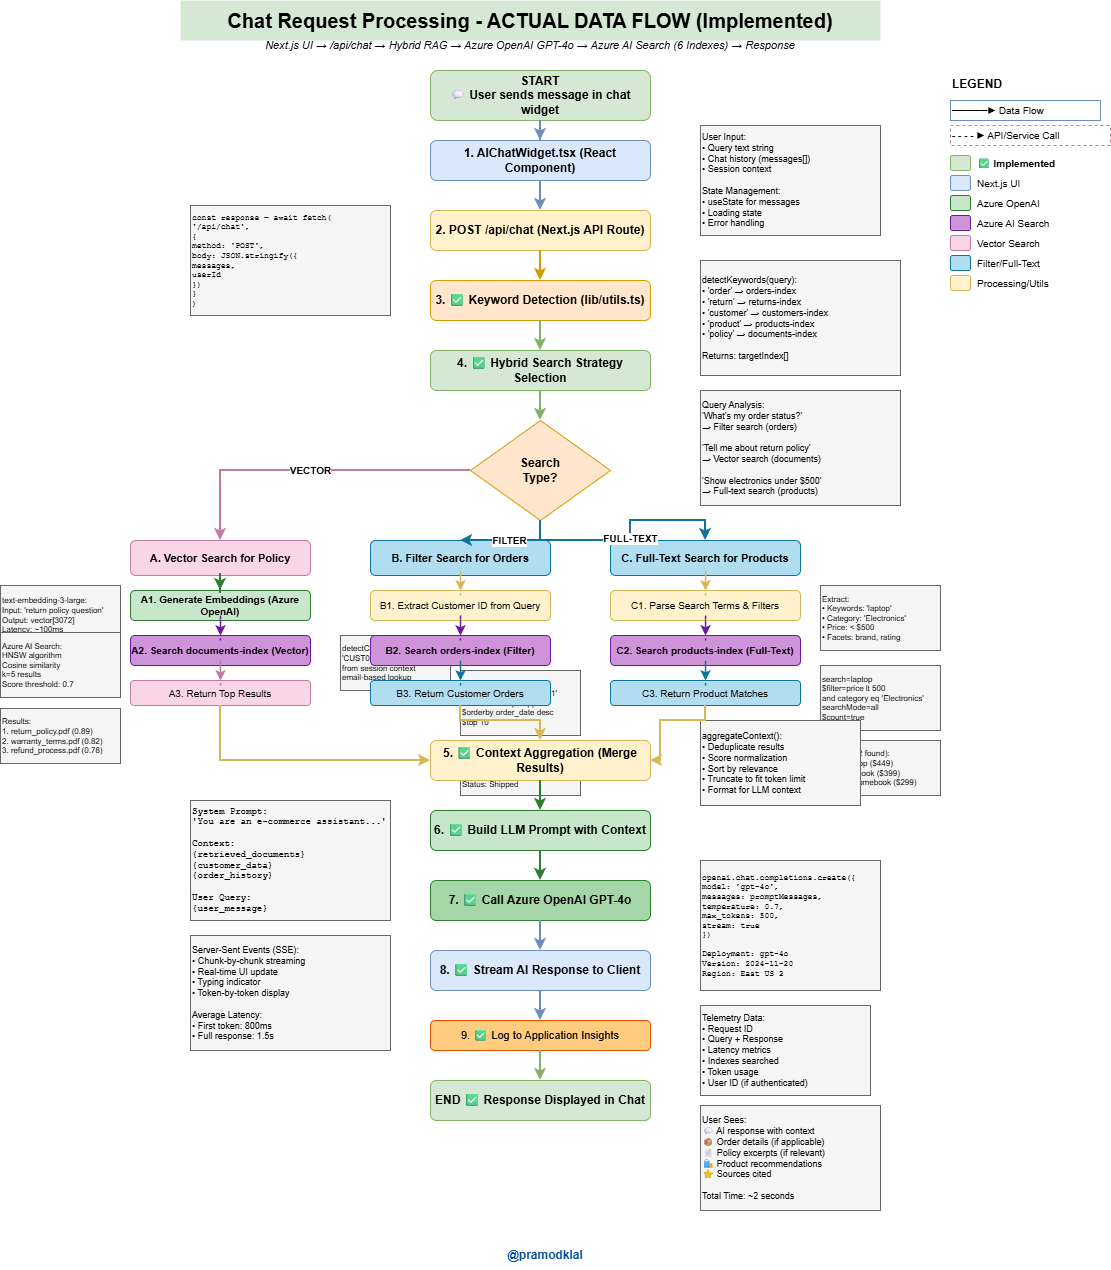 Chat Request Processing - ACTUAL DATA FLOW (Implemented)
Next.js UI → /api/chat → Hybrid RAG → Azure OpenAI GPT-4o → Azure AI Search (6 Indexes) → Response
START
💬 User sends message in chat
widget
1. AIChatWidget.tsx (React
Component)
2. POST /api/chat (Next.js API Route)
3. ✅ Keyword Detection (lib/utils.ts)
4. ✅ Hybrid Search Strategy
Selection
Search
Type?
VECTOR
FILTER
FULL-TEXT
LEGEND
Data Flow
API/Service Call
✅ Implemented
Next.js UI
Azure OpenAI
Azure AI Search
Vector Search
Filter/Full-Text
Processing/Utils
User Input:
• Query text string
• Chat history (messages[])
• Session context
State Management:
• useState for messages
• Loading state
• Error handling
const response = await fetch(
'/api/chat',
{
method: 'POST',
body: JSON.stringify({
messages,
userId
})
}
)
detectKeywords(query):
• 'order' → orders-index
• 'return' → returns-index
• 'customer' → customers-index
• 'product' → products-index
• 'policy' → documents-index
Returns: targetIndex[]
Query Analysis:
'What's my order status?'
→ Filter search (orders)
'Tell me about return policy'
→ Vector search (documents)
'Show electronics under $500'
→ Full-text search (products)
A. Vector Search for Policy
A1. Generate Embeddings (Azure
OpenAI)
A2. Search documents-index (Vector)
A3. Return Top Results
B. Filter Search for Orders
B1. Extract Customer ID from Query
B2. Search orders-index (Filter)
B3. Return Customer Orders
C. Full-Text Search for Products
C1. Parse Search Terms & Filters
C2. Search products-index (Full-Text)
C3. Return Product Matches
text-embedding-3-large:
Input: 'return policy question'
Output: vector[3072]
Latency: ~100ms
Azure AI Search:
HNSW algorithm
Cosine similarity
k=5 results
Score threshold: 0.7
Results:
1. return_policy.pdf (0.89)
2. warranty_terms.pdf (0.82)
3. refund_process.pdf (0.78)
from session context
email-based lookup
$orderby order_date desc
$top 10
Status: Shipped
Extract:
• Keywords: 'laptop'
• Category: 'Electronics'
• Price: < $500
• Facets: brand, rating
search=laptop
$filter=price lt 500
and category eq 'Electronics'
searchMode=all
$count=true
found):
($449)
($399)
($299)
5. ✅ Context Aggregation (Merge
Results)
aggregateContext():
• Deduplicate results
• Score normalization
• Sort by relevance
• Truncate to fit token limit
• Format for LLM context
6. ✅ Build LLM Prompt with Context
7. ✅ Call Azure OpenAI GPT-4o
8. ✅ Stream AI Response to Client
9. ✅ Log to Application Insights
END ✅ Response Displayed in Chat
System Prompt:
'You are an e-commerce assistant...'
Context:
{retrieved_documents}
{customer_data}
{order_history}
User Query:
{user_message}
Server-Sent Events (SSE):
• Chunk-by-chunk streaming
• Real-time UI update
• Typing indicator
• Token-by-token display
Average Latency:
• First token: 800ms
• Full response: 1.5s
openai.chat.completions.create({
model: 'gpt-4o',
messages: promptMessages,
temperature: 0.7,
max_tokens: 500,
stream: true
})
Deployment: gpt-4o
Version: 2024-11-20
Region: East US 2
Telemetry Data:
• Request ID
• Query + Response
• Latency metrics
• Indexes searched
• Token usage
• User ID (if authenticated)
User Sees:
💬 AI response with context
📦 Order details (if applicable)
📄 Policy excerpts (if relevant)
🛍️ Product recommendations
⭐ Sources cited
Total Time: ~2 seconds
@pramodklal